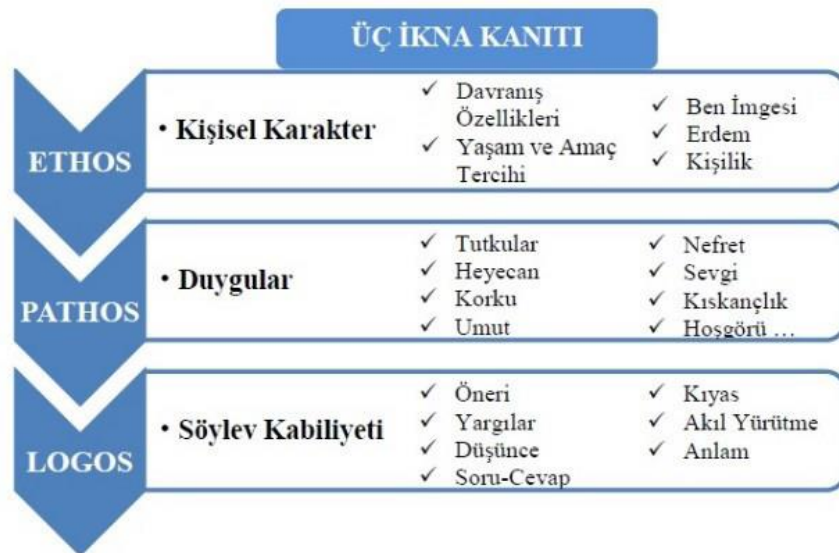 ÜÇ İKNA KANITI
ETHOS
• Kişisel Karakter
✓ Davranış
Özellikleri
✓ Yaşam ve Amaç
Tercihi
✓ Ben İmgesi
✓ Erdem
✓ Kişilik
PATHOS
• Duygular
✓ Tutkular
✓ Heyecan
✓ Korku
✓ Umut
✓ Nefret
✓ Sevgi
✓ Kıskançlık
✓ Hoşgörü ...
LOGOS
• Söylev Kabiliyeti
✓ Öneri
✓ Yargılar
✓ Düşünce
✓ Soru-Cevap
✓ Kıyas
✓ Akıl Yürütme
✓ Anlam